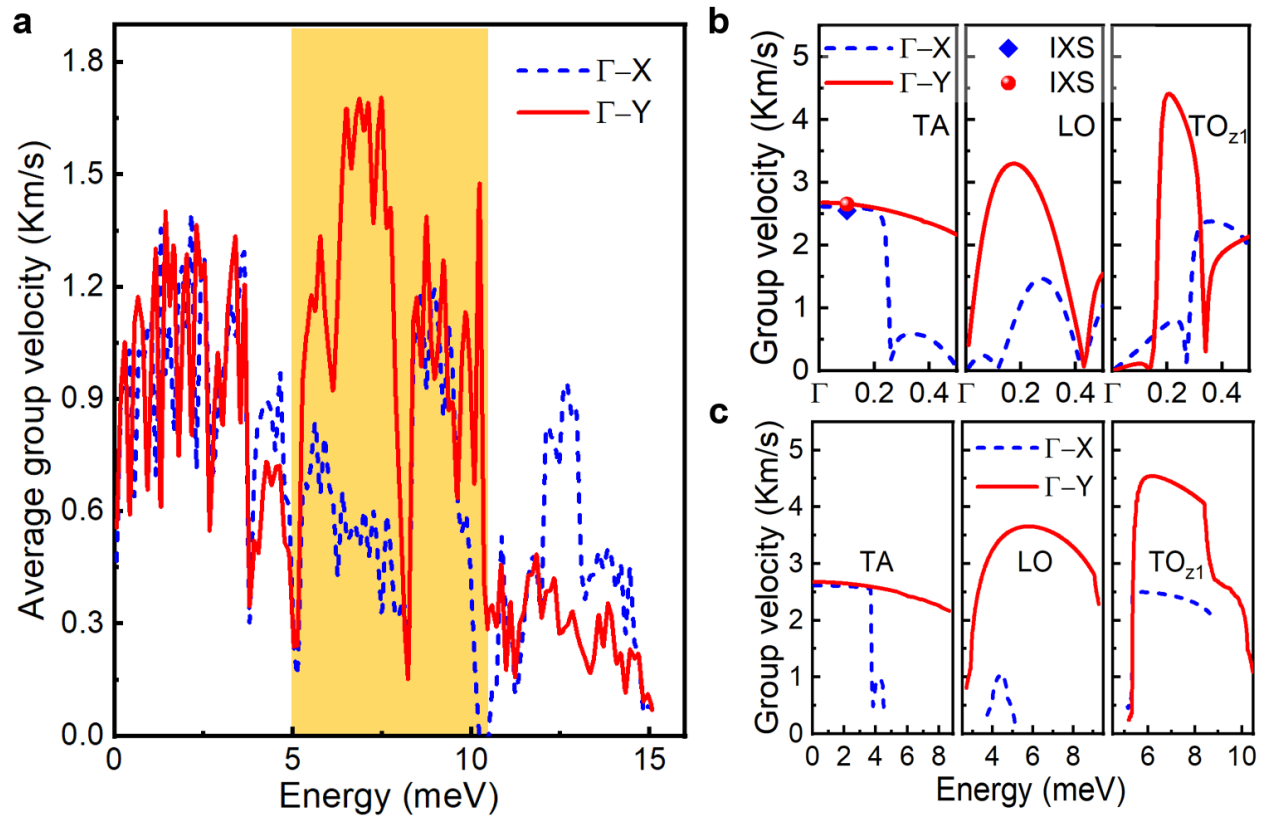 a
Average group velocity (Km/s)
1.8
1.5
1.2
0.9
0.6
0.3
0.0
Γ–X
Γ–Y
0 5 10 15
Energy (meV)
b
Group velocity (Km/s)
5
4
3
2
1
0
Γ–X
Γ–Y
TA
IXS
IXS
LO
TOz1
Γ 0.2 0.4 Γ 0.2 0.4 Γ 0.2 0.4
c
Group velocity (Km/s)
5
4
3
2
1
0
TA
Γ–X
Γ–Y
LO
TOz1
0 2 4 6 8 4 6 8 6 8 10
Energy (meV)